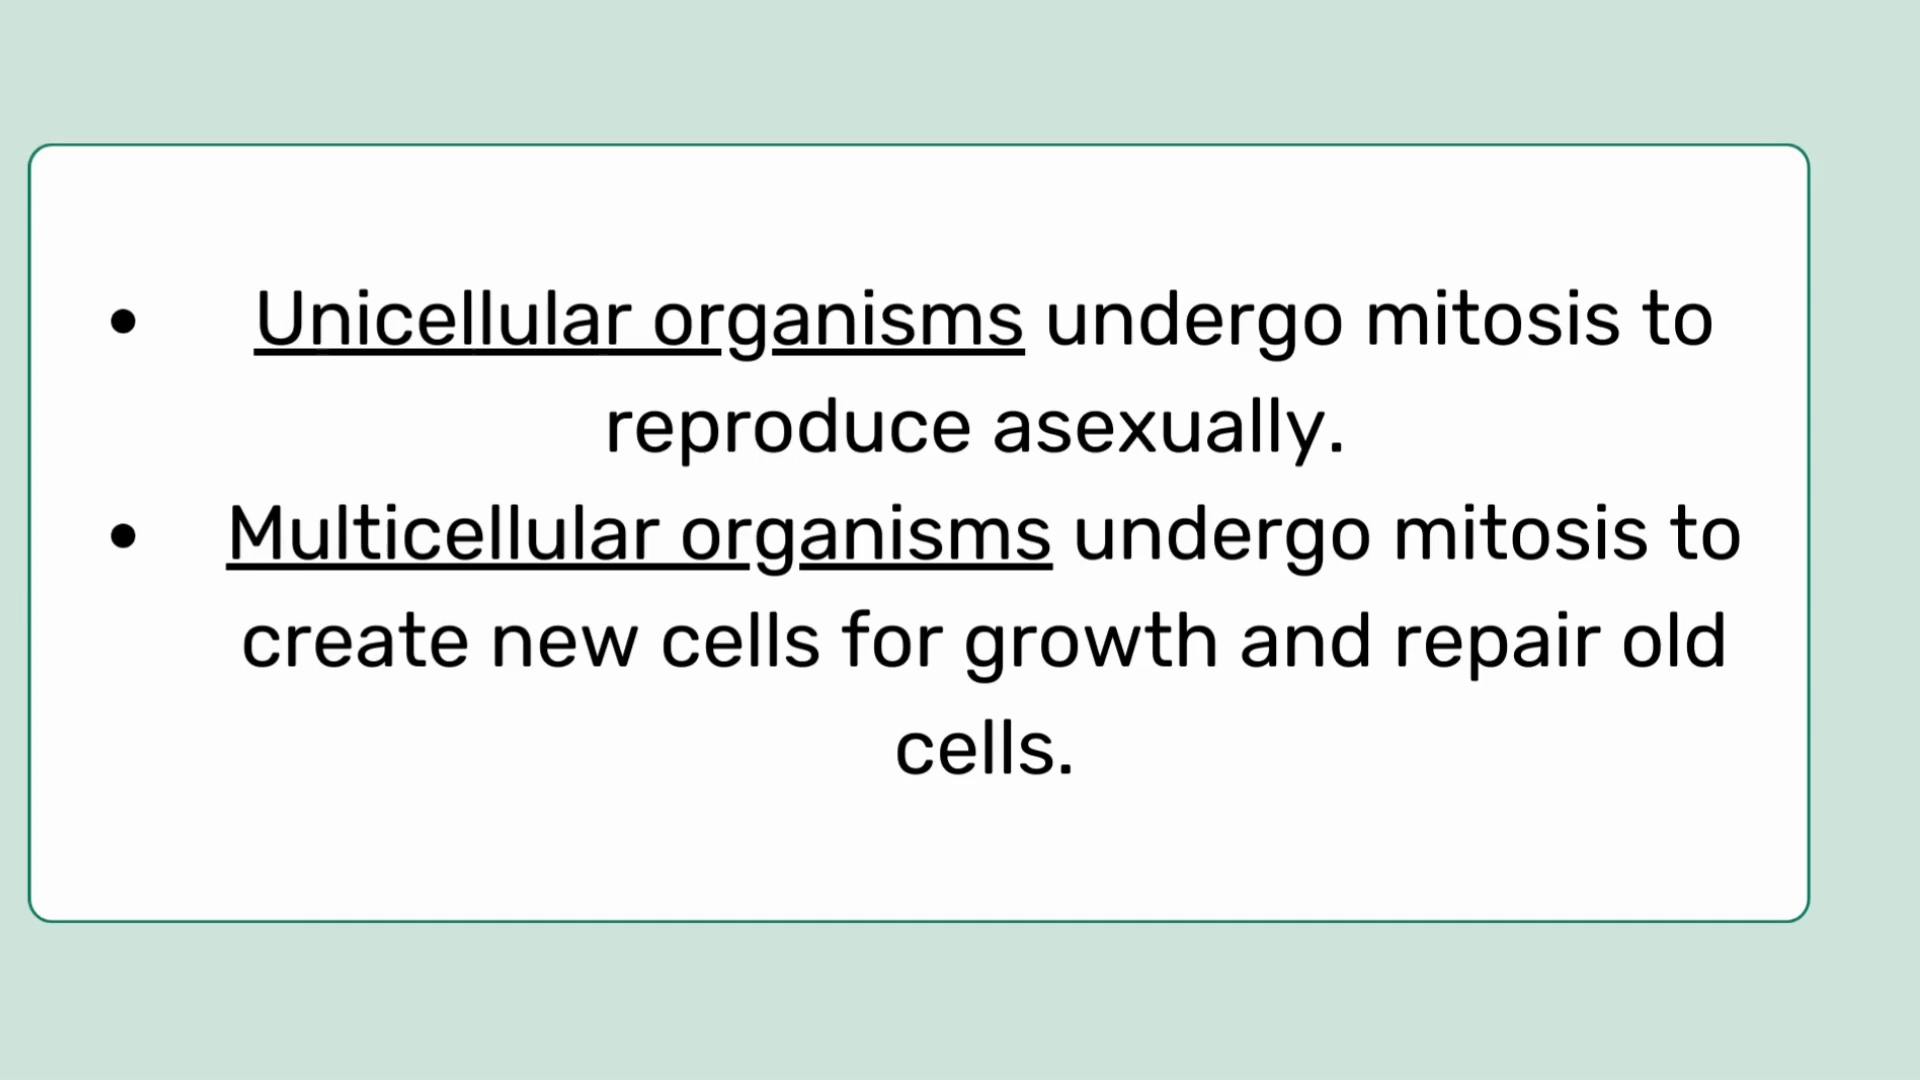 • Unicellular organisms undergo mitosis to
reproduce asexually.
• Multicellular organisms undergo mitosis to
create new cells for growth and repair old
cells.